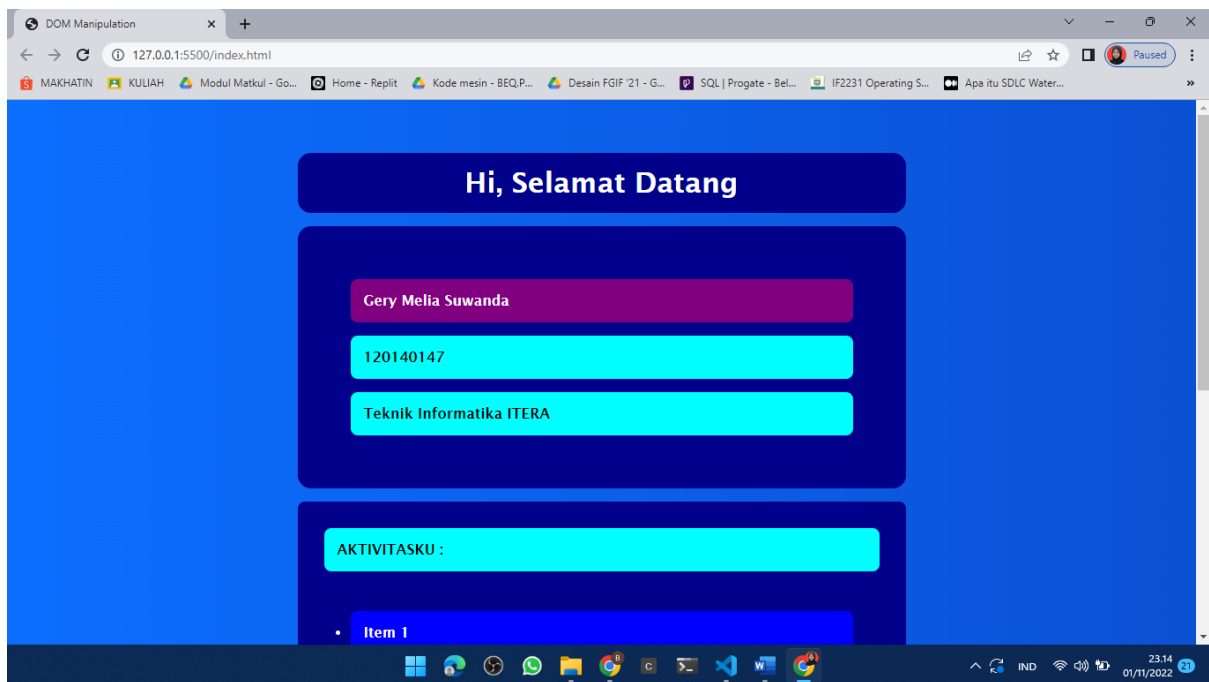 DOM Manipulation
127.0.0.1:5500/index.html
Paused
MAKHATIN
KULIAH
Modul Matkul - Go...
Home - Replit
Kode mesin - BEQ.P...
Desain FGIF '21 - G...
SQL | Progate - Bel...
IF2231 Operating S...
Apa itu SDLC Water...
Hi, Selamat Datang
Gery Melia Suwanda
120140147
Teknik Informatika ITERA
AKTIVITASKU :
• Item 1
IND
23.14
01/11/2022
21